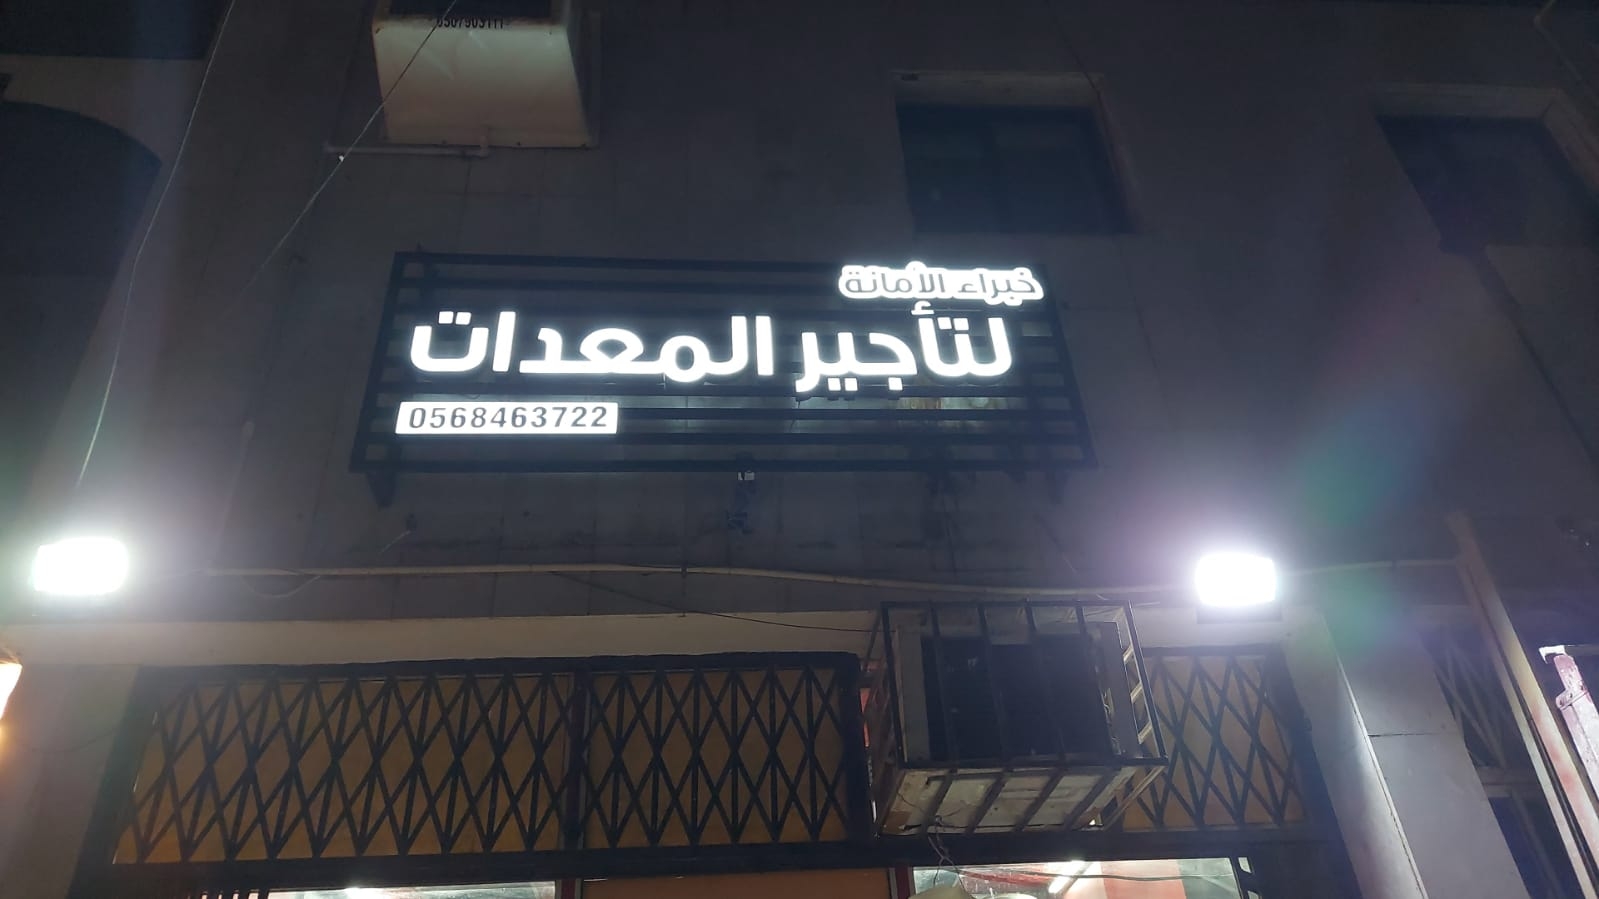 خبراء الأمانة
لتأجير المعدات
0568463722